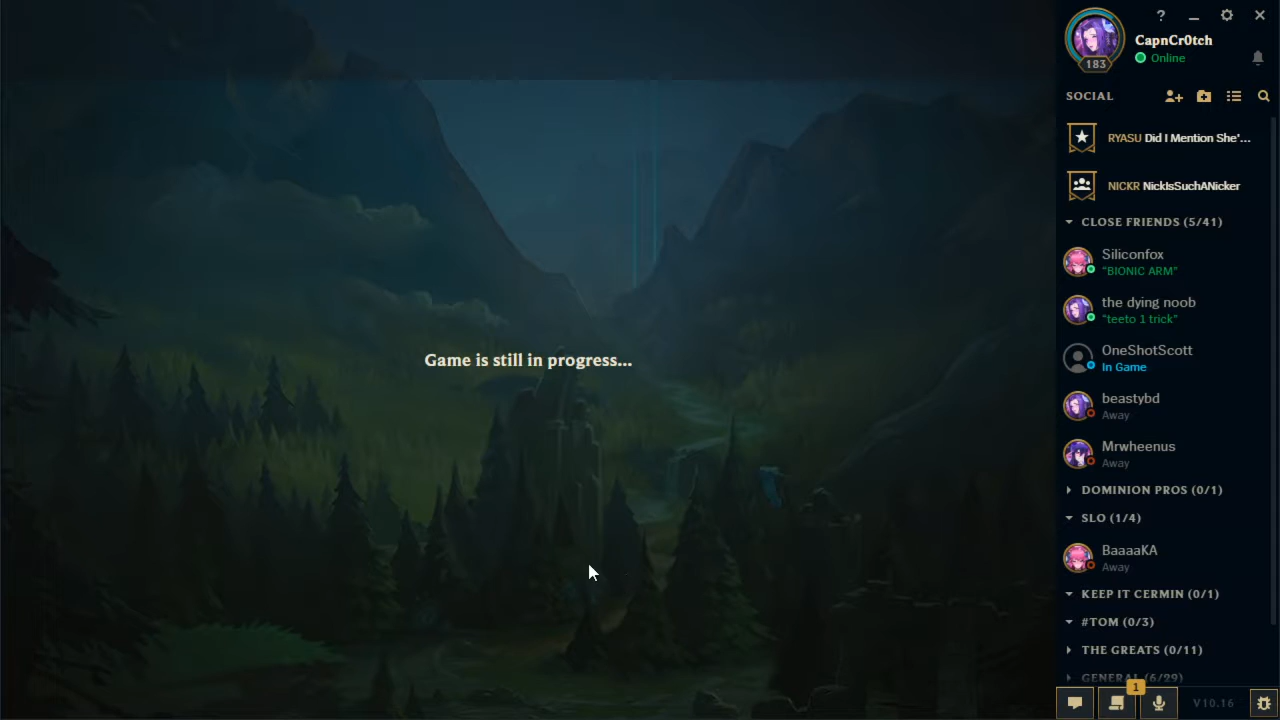 ?
CapnCr0tch
Online
183
SOCIAL
RYASU Did I Mention She'...
NICKR NickIsSuchANicker
CLOSE FRIENDS (5/41)
Siliconfox
"BIONIC ARM"
the dying noob
"teeto 1 trick"
Game is still in progress...
OneShotScott
In Game
beastybd
Away
Mrwheenus
Away
DOMINION PROS (0/1)
SLO (1/4)
BaaaaKA
Away
KEEP IT CERMIN (0/1)
#TOM (0/3)
THE GREATS (0/11)
GENERAL (6/29)
1
V10.16